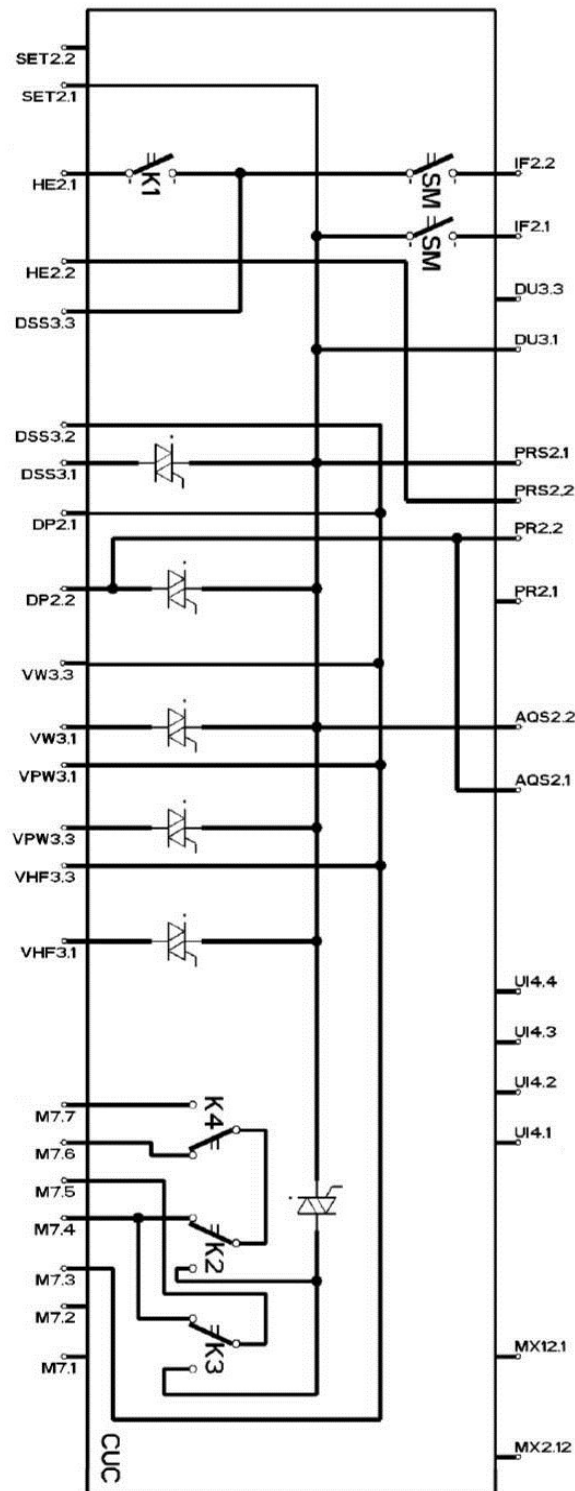 SET2.2
SET2.1
HE2.1
K1
SM
IF2.2
SM
IF2.1
HE2.2
DU3.3
DSS3.3
DU3.1
DSS3.2
DSS3.1
PRS2.1
PRS2.2
DP2.1
PR2.2
DP2.2
PR2.1
VW3.3
VW3.1
AQS2.2
VPW3.1
AQS2.1
VPW3.3
VHF3.3
VHF3.1
UI4.4
UI4.3
UI4.2
UI4.1
M7.7
K4
M7.6
M7.5
M7.4
K2
M7.3
M7.2
K3
M7.1
MX12.1
CUC
MX2.12